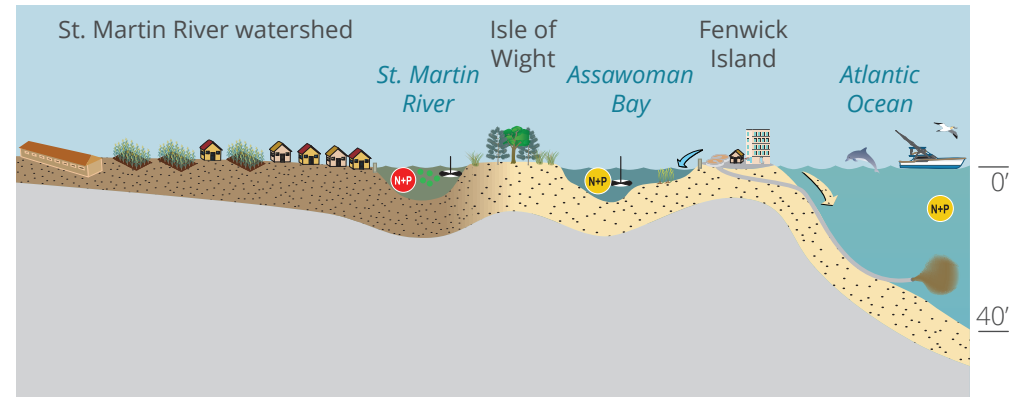 St. Martin River watershed
Isle of
Wight
Fenwick
Island
St. Martin
River
Assawoman
Bay
Atlantic
Ocean
N+P
N+P
N+P
0’
40’